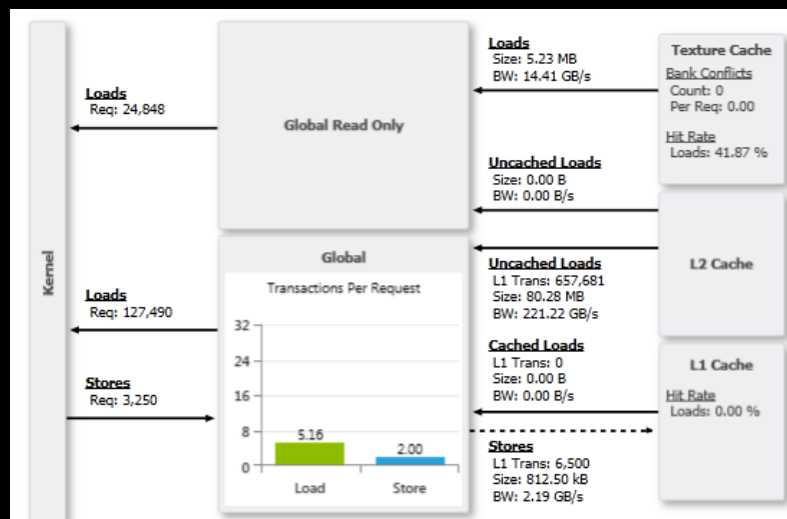 Kernel
Loads
Req: 24,848
Loads
Req: 127,490
Stores
Req: 3,250
Global Read Only
Global
Transactions Per Request
32
24
16
8
0
5.16
2.00
Load
Store
Loads
Size: 5.23 MB
BW: 14.41 GB/s
Uncached Loads
Size: 0.00 B
BW: 0.00 B/s
Uncached Loads
L1 Trans: 657,681
Size: 80.28 MB
BW: 221.22 GB/s
Cached Loads
L1 Trans: 0
Size: 0.00 B
BW: 0.00 B/s
Stores
L1 Trans: 6,500
Size: 812.50 kB
BW: 2.19 GB/s
Texture Cache
Bank Conflicts
Count: 0
Per Req: 0.00
Hit Rate
Loads: 41.87 %
L2 Cache
L1 Cache
Hit Rate
Loads: 0.00 %